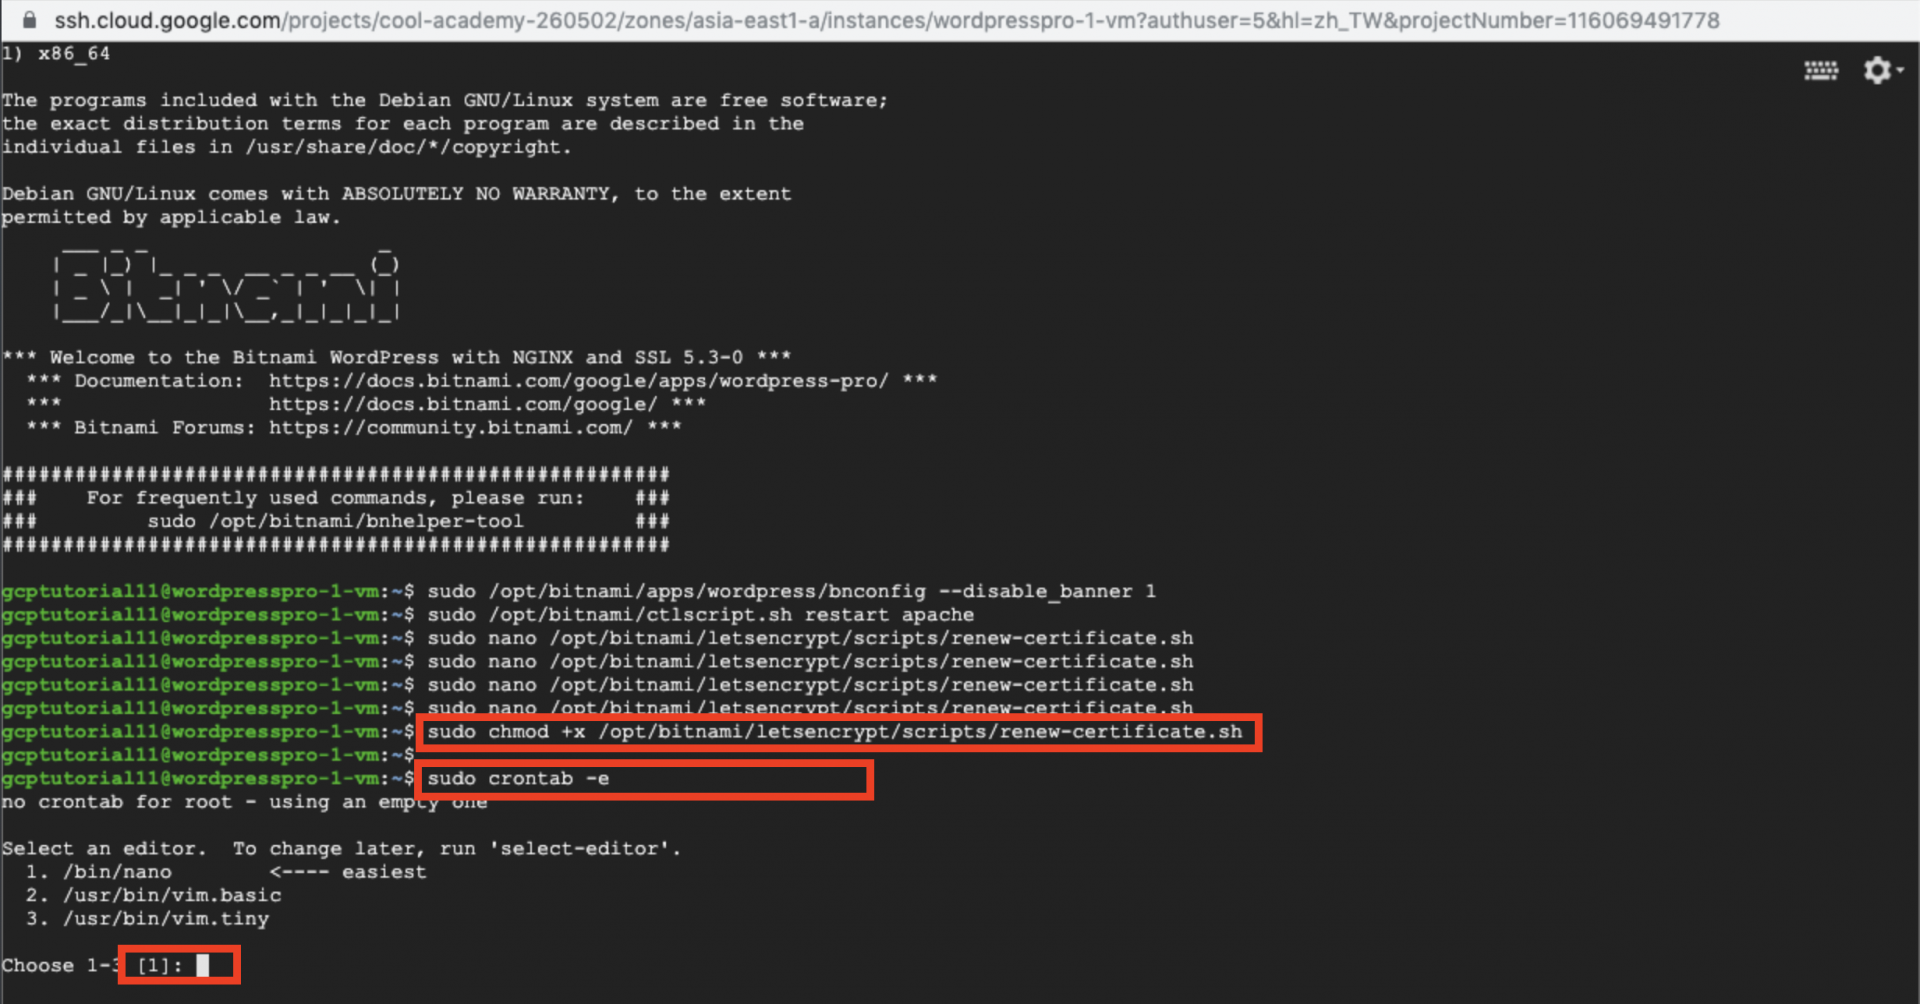 ssh.cloud.google.com/projects/cool-academy-260502/zones/asia-east1-a/instances/wordpresspro-1-vm?authuser=5&hl=zh_TW&projectNumber=116069491778
1) x86_64
The programs included with the Debian GNU/Linux system are free software;
the exact distribution terms for each program are described in the
individual files in /usr/share/doc/*/copyright.
Debian GNU/Linux comes with ABSOLUTELY NO WARRANTY, to the extent
permitted by applicable law.
Bitnami
*** Welcome to the Bitnami WordPress with NGINX and SSL 5.3-0 ***
*** Documentation:  https://docs.bitnami.com/google/apps/wordpress-pro/ ***
***                 https://docs.bitnami.com/google/ ***
*** Bitnami Forums: https://community.bitnami.com/ ***
#######################################################
###    For frequently used commands, please run:    ###
###         sudo /opt/bitnami/bnhelper-tool         ###
#######################################################
gcptutorial11@wordpresspro-1-vm:~$ sudo /opt/bitnami/apps/wordpress/bnconfig --disable_banner 1
gcptutorial11@wordpresspro-1-vm:~$ sudo /opt/bitnami/ctlscript.sh restart apache
gcptutorial11@wordpresspro-1-vm:~$ sudo nano /opt/bitnami/letsencrypt/scripts/renew-certificate.sh
gcptutorial11@wordpresspro-1-vm:~$ sudo nano /opt/bitnami/letsencrypt/scripts/renew-certificate.sh
gcptutorial11@wordpresspro-1-vm:~$ sudo nano /opt/bitnami/letsencrypt/scripts/renew-certificate.sh
gcptutorial11@wordpresspro-1-vm:~$ sudo nano /opt/bitnami/letsencrypt/scripts/renew-certificate.sh
gcptutorial11@wordpresspro-1-vm:~$ sudo chmod +x /opt/bitnami/letsencrypt/scripts/renew-certificate.sh
gcptutorial11@wordpresspro-1-vm:~$
gcptutorial11@wordpresspro-1-vm:~$ sudo crontab -e
no crontab for root - using an empty one
Select an editor.  To change later, run 'select-editor'.
1. /bin/nano        <---- easiest
2. /usr/bin/vim.basic
3. /usr/bin/vim.tiny
Choose 1-3 [1]: